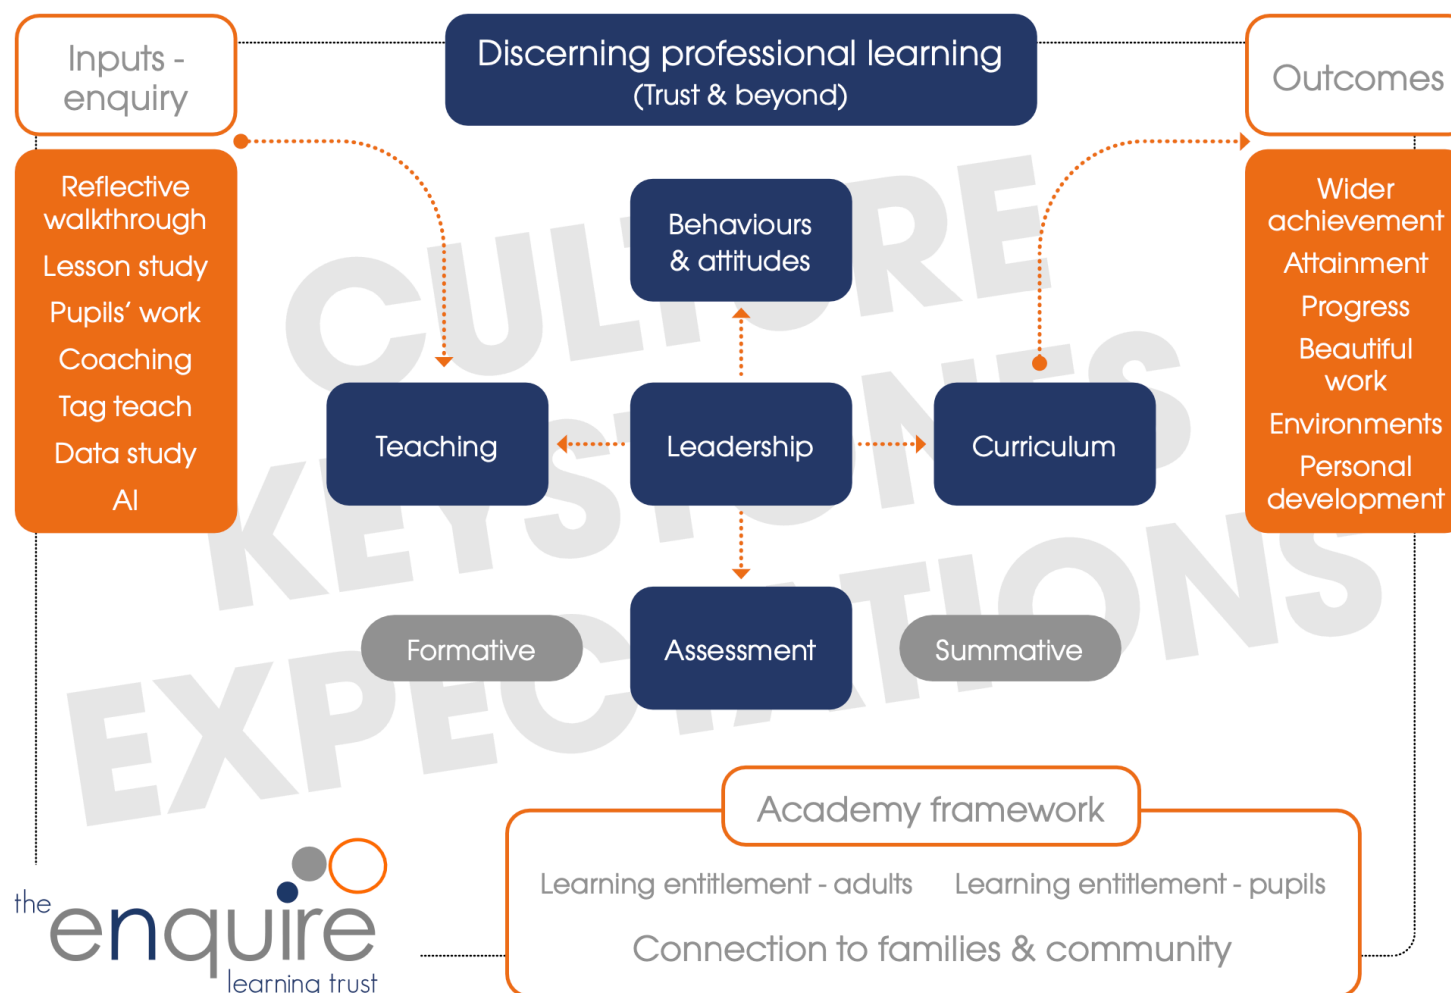 Inputs -
enquiry
Discerning professional learning
(Trust & beyond)
Outcomes
Reflective
walkthrough
Lesson study
Pupils’ work
Coaching
Tag teach
Data study
AI
Behaviours
& attitudes
Wider
achievement
Attainment
Progress
Beautiful
work
Environments
Personal
development
Teaching
Leadership
Curriculum
Formative
Assessment
Summative
CULTURE
KEYSTONES
EXPECTATIONS
Academy framework
Learning entitlement - adults
Learning entitlement - pupils
Connection to families & community
the
enquire
learning trust